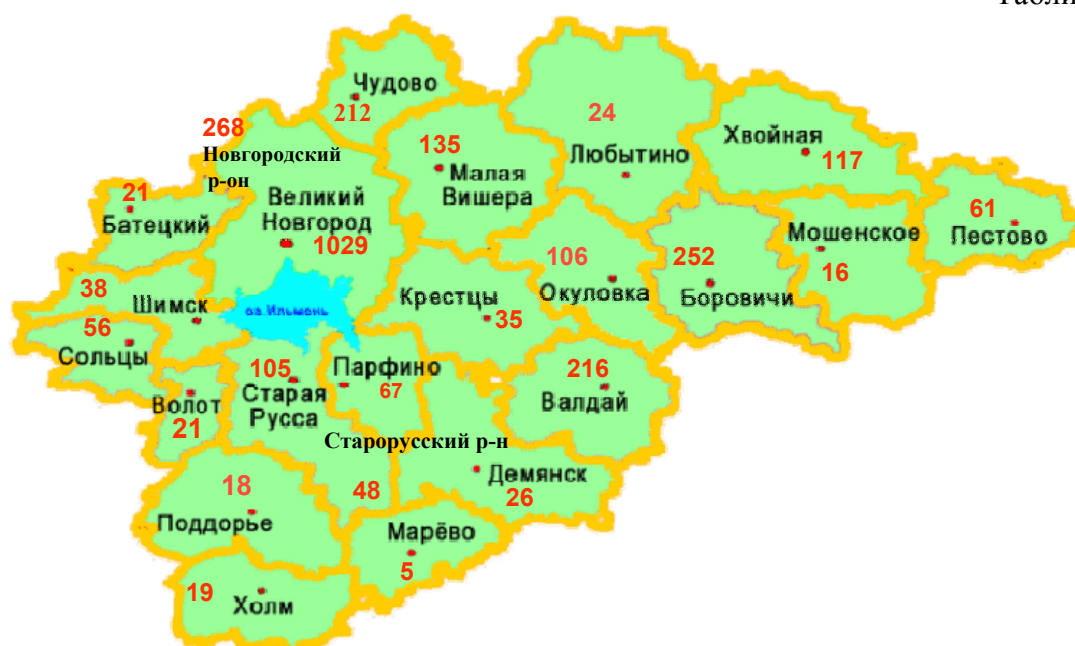 Табли
Чудово
212
268
Новгородский
р-он
135
Малая
Вишера
24
Любытино
Хвойная
117
21
Батецкий
Великий
Новгород
1029
61
Пестово
Мошенское
16
106
Окуловка
252
Боровичи
38
Шимск
оз.Ильмень
Крестцы
35
56
Сольцы
105
Старая
Русса
Парфино
67
216
Валдай
Волот
21
Старорусский р-н
Демянск
26
18
Поддорье
48
Марёво
5
19
Холм